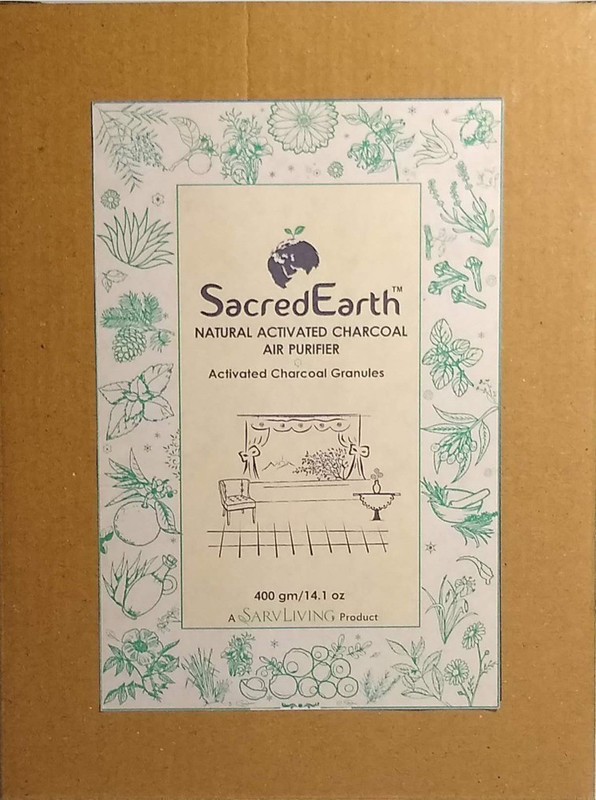 SacredEarth™
NATURAL ACTIVATED CHARCOAL
AIR PURIFIER
Activated Charcoal Granules
400 gm/14.1 oz
A SARVLIVING Product